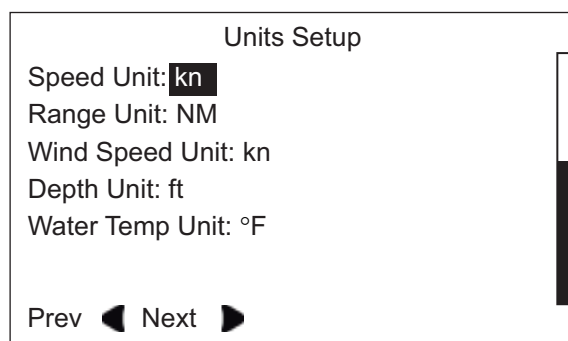 Units Setup
Speed Unit: kn
Range Unit: NM
Wind Speed Unit: kn
Depth Unit: ft
Water Temp Unit: °F
Prev Next